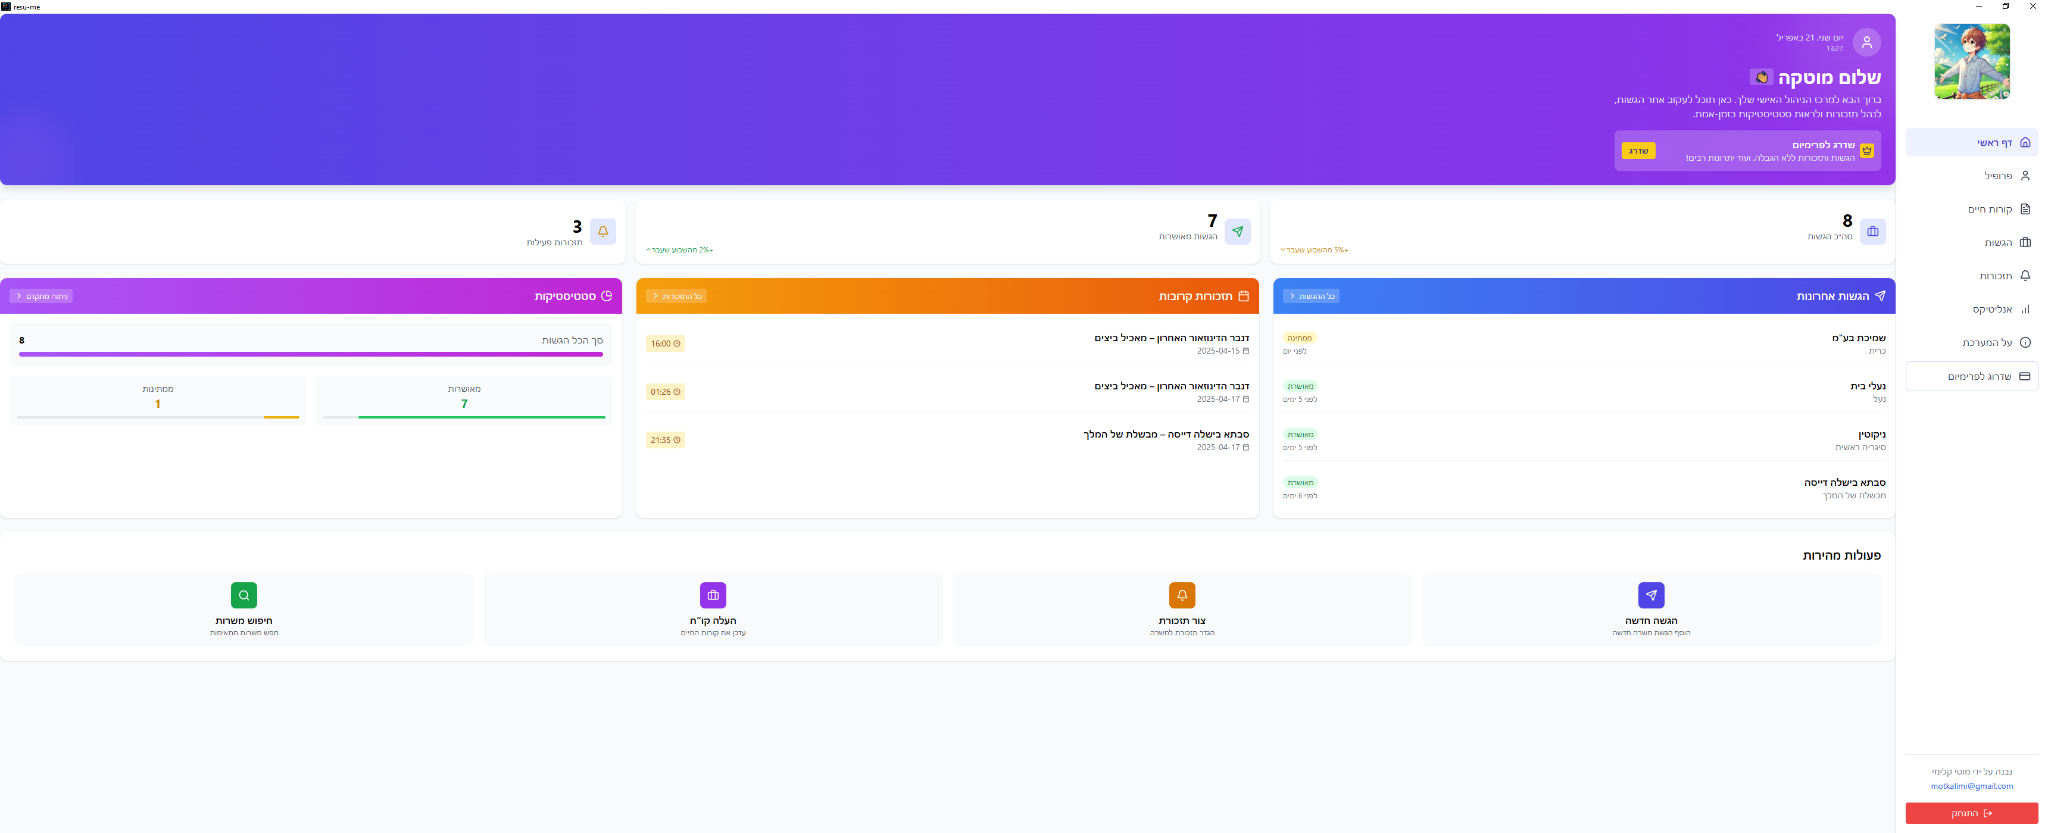 resu-me
יום שני, 21 באפריל
13:27
שלום מוטקה
ברוך הבא למרכז הניהול האישי שלך. כאן תוכל לעקוב אחר הגשות,
לנהל תזכורות ולראות סטטיסטיקות בזמן-אמת.
שדרג לפרימיום
הגשות ותזכורות ללא הגבלה, ועוד יתרונות רבים!
שדרג
דף ראשי
פרופיל
קורות חיים
הגשות
תזכורות
אנליטיקס
על המערכת
שדרוג לפרימיום
8
סה״כ הגשות
+5% מהשבוע שעבר
7
הגשות מאושרות
+2% מהשבוע שעבר
3
תזכורות פעילות
הגשות אחרונות
כל ההגשות
שמיכת בע"מ
ממתינה
כרית
לפני יום
נעלי בית
מאושרת
נעל
לפני 5 ימים
ניקוטין
מאושרת
סיגריה ראשית
לפני 5 ימים
סבתא בישלה דייסה
מאושרת
מבשלת של המלך
לפני 6 ימים
תזכורות קרובות
כל התזכורות
דנבר הדינוזאור האחרון – מאכיל ביצים
2025-04-15
16:00
דנבר הדינוזאור האחרון – מאכיל ביצים
2025-04-17
01:26
סבתא בישלה דייסה – מבשלת של המלך
2025-04-17
21:35
סטטיסטיקות
ניתוח מתקדם
סך הכל הגשות
8
מאושרות
7
ממתינות
1
פעולות מהירות
הגשה חדשה
הוסף הגשת משרה חדשה
צור תזכורת
הגדר תזכורת למשרה
העלה קו״ח
עדכן את קורות החיים
חיפוש משרות
חפש משרות מתאימות
נבנה על ידי מוטי קלימי
motkalimi@gmail.com
התנתק